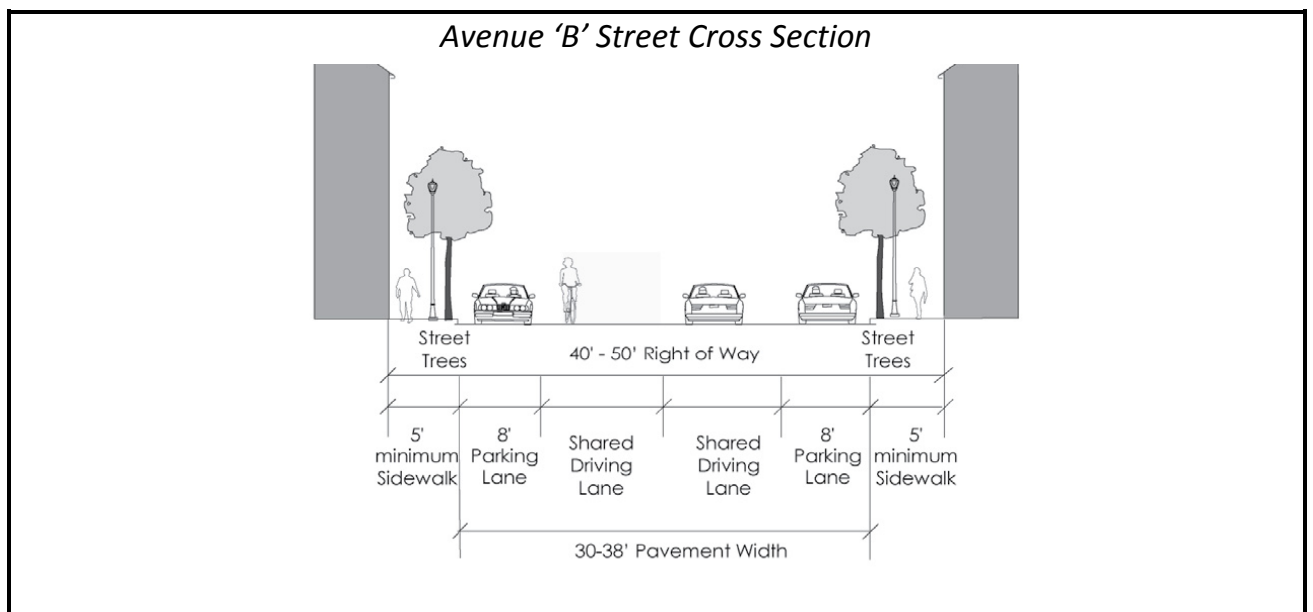 Avenue ‘B’ Street Cross Section
Street
Trees
40' - 50’ Right of Way
Street
Trees
5'
minimum
Sidewalk
8'
Parking
Lane
Shared
Driving
Lane
Shared
Driving
Lane
8'
Parking
Lane
5'
minimum
Sidewalk
30-38’ Pavement Width